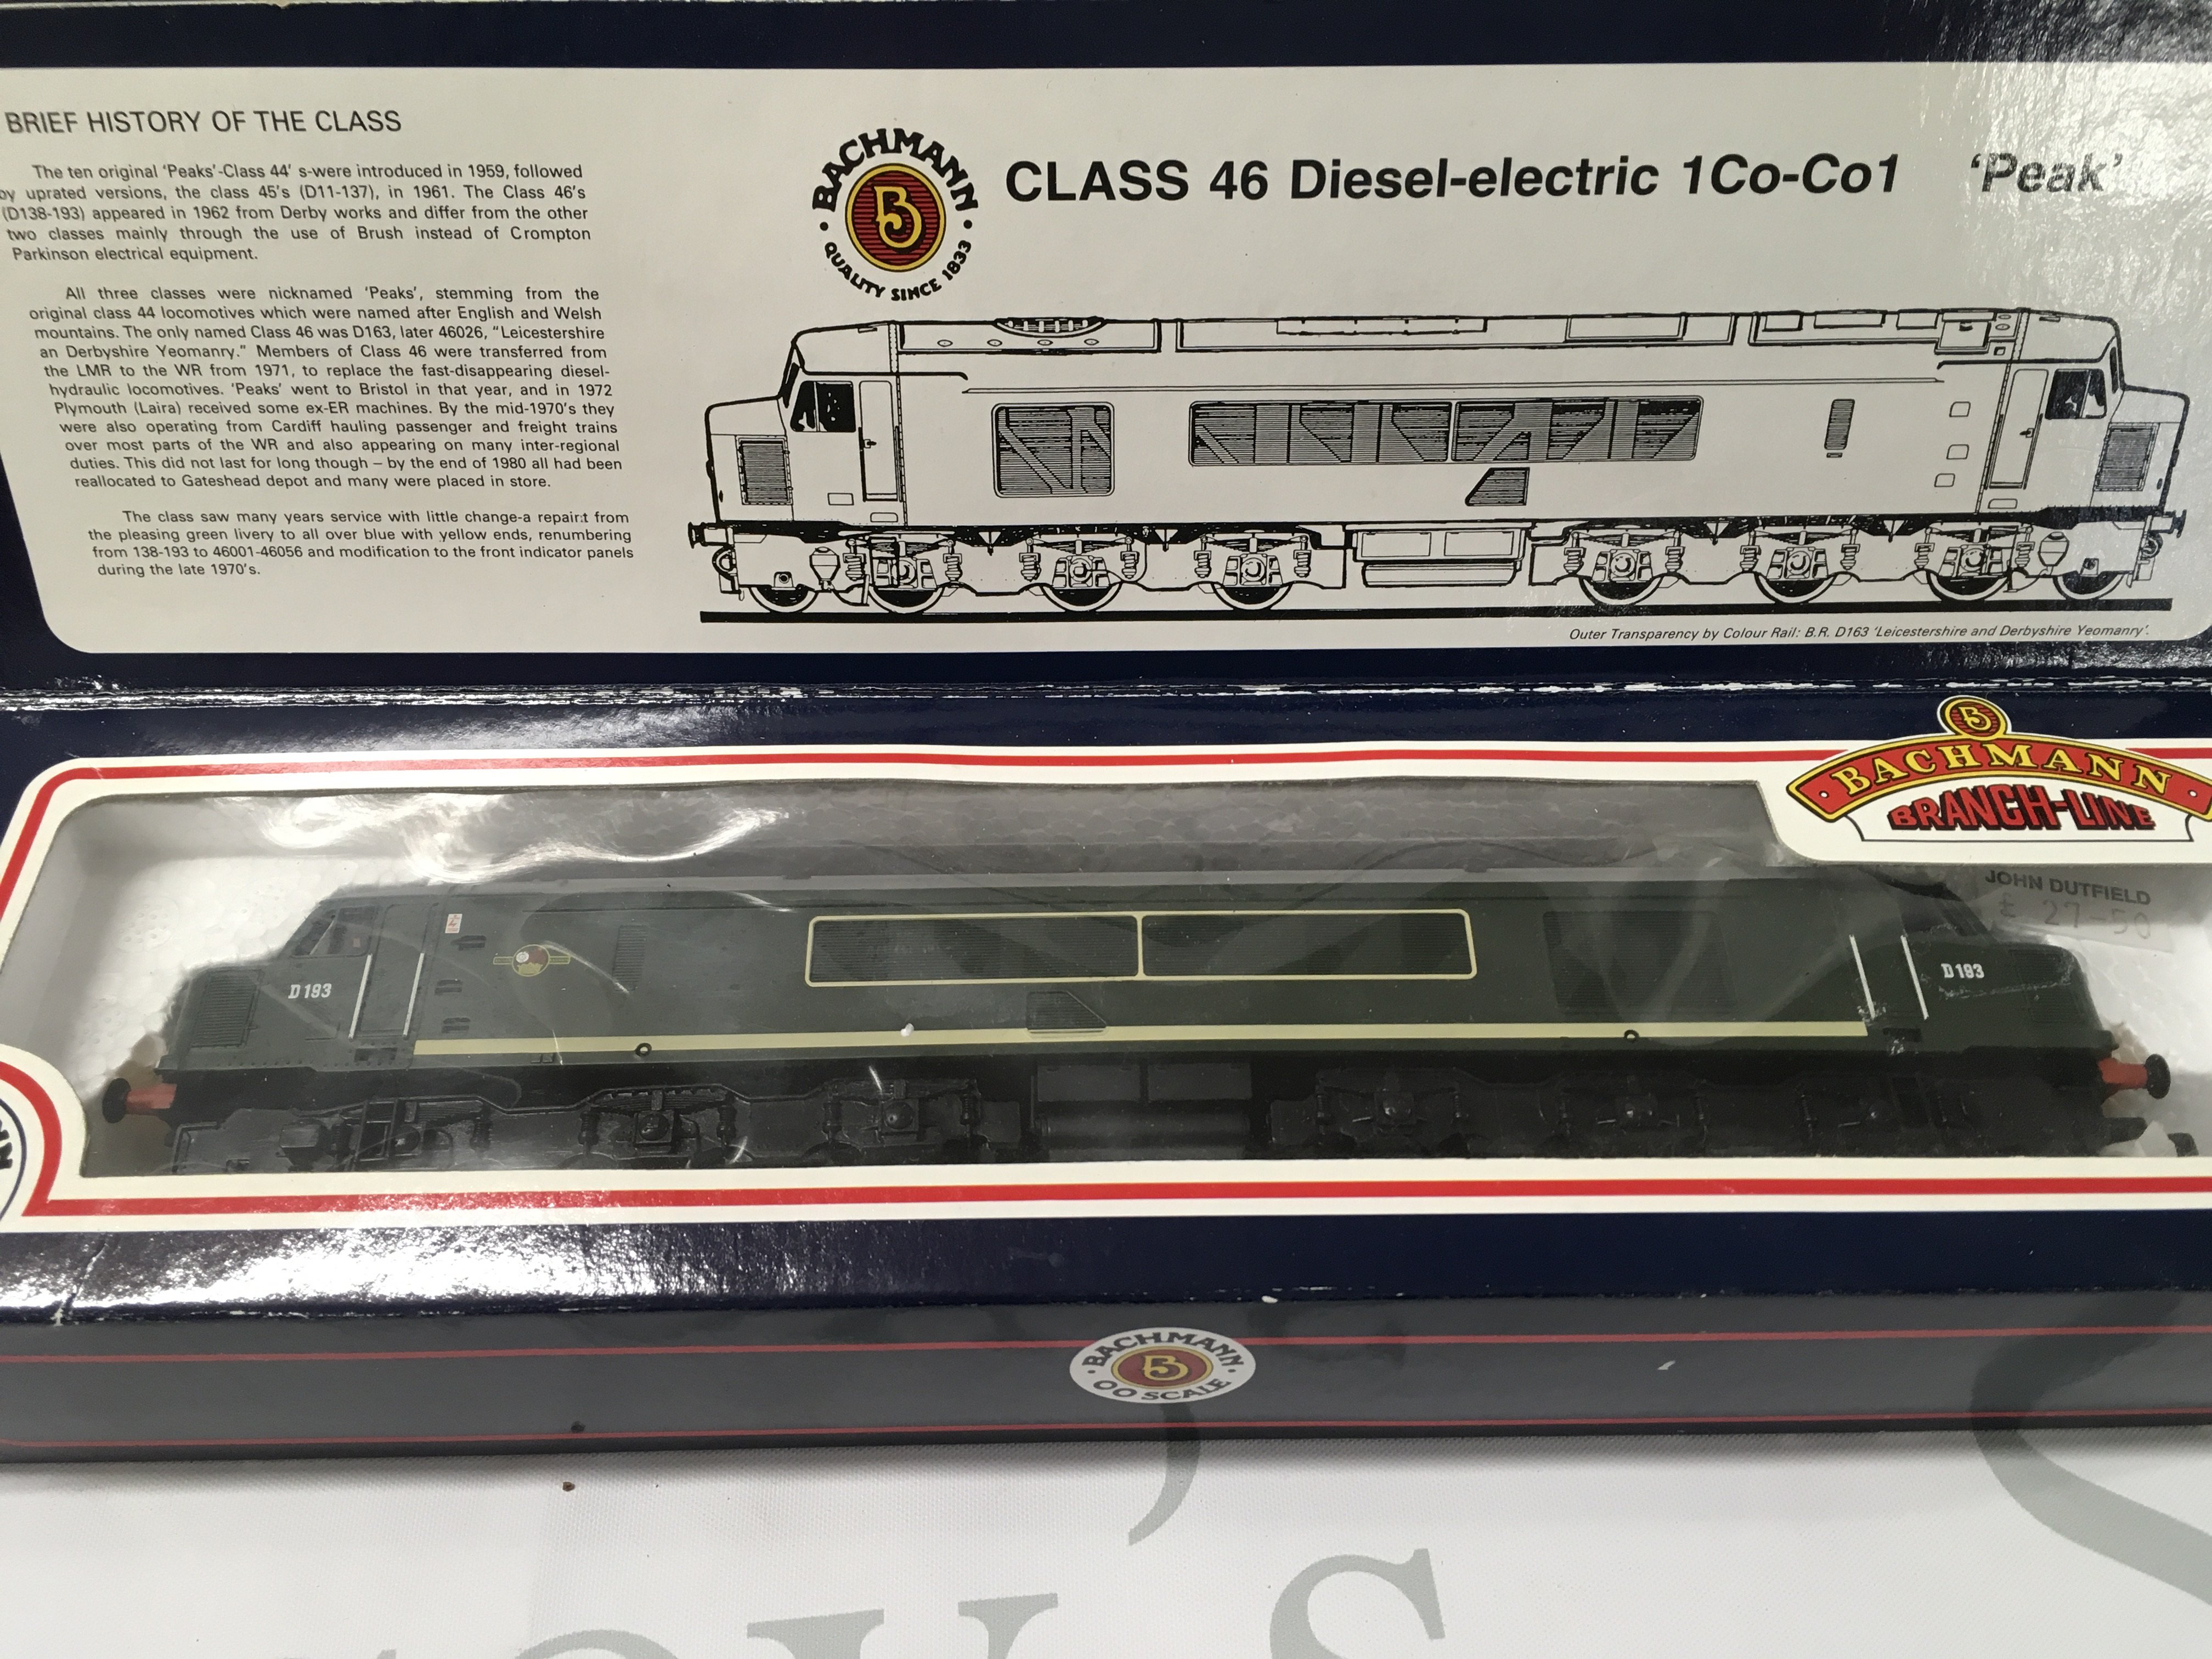 BRIEF HISTORY OF THE CLASS
The ten original 'Peaks'-Class 44' s-were introduced in 1959, followed
by uprated versions, the class 45's (D11-137), in 1961. The Class 46's
(D138-193) appeared in 1962 from Derby works and differ from the other
two classes mainly through the use of Brush instead of Crompton
Parkinson electrical equipment.
All three classes were nicknamed 'Peaks', stemming from the
original class 44 locomotives which were named after English and Welsh
mountains. The only named Class 46 was D163, later 46026, "Leicestershire
an Derbyshire Yeomanry." Members of Class 46 were transferred from
the LMR to the WR from 1971, to replace the fast-disappearing diesel-
hydraulic locomotives. 'Peaks' went to Bristol in that year, and in 1972
Plymouth (Laira) received some ex-ER machines. By the mid-1970's they
were also operating from Cardiff hauling passenger and freight trains
over most parts of the WR and also appearing on many inter-regional
duties. This did not last for long though – by the end of 1980 all had been
reallocated to Gateshead depot and many were placed in store.
The class saw many years service with little change-a repair:t from
the pleasing green livery to all over blue with yellow ends, renumbering
from 138-193 to 46001-46056 and modification to the front indicator panels
during the late 1970's.
BACHMANN
B
• QUALITY SINCE 1833 •
CLASS 46 Diesel-electric 1Co-Co1 'Peak'
Outer Transparency by Colour Rail: B.R. D163 'Leicestershire and Derbyshire Yeomanry'.
B
BACHMANN
BRANCH-LINE
JOHN DUTFIELD
£ 27-50
D193
D193
BACHMANN
B
OO SCALE